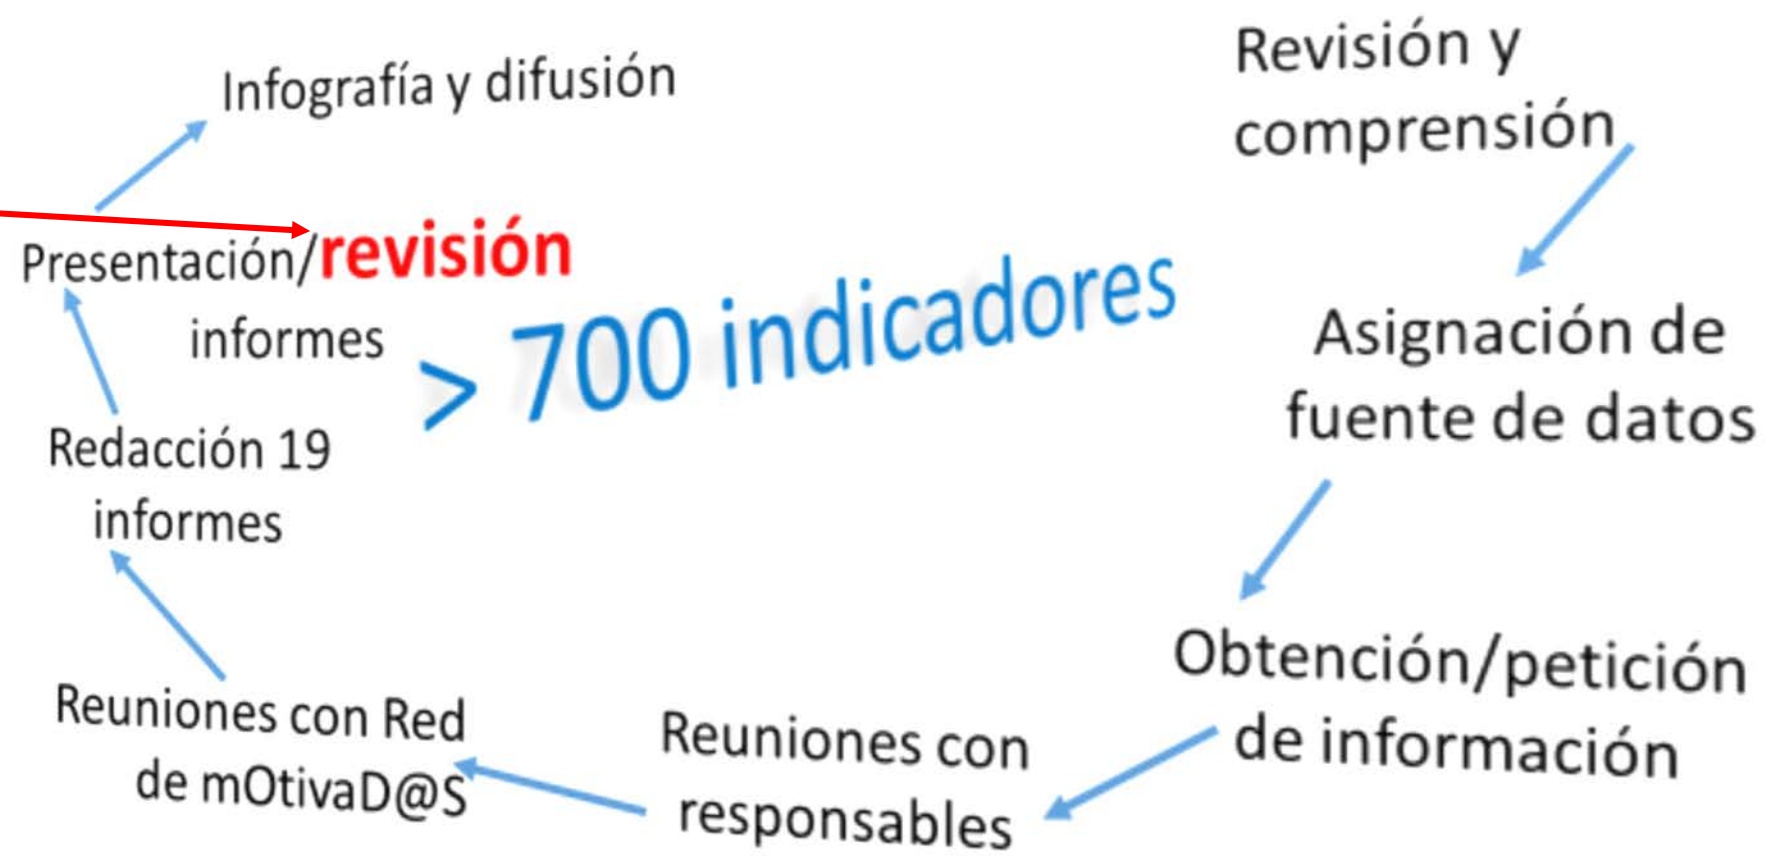 Infografía y difusión
Presentación/revisión
informes
> 700 indicadores
Redacción 19
informes
Reuniones con Red
de mOtivaD@S
Reuniones con
responsables
Revisión y
comprensión
Asignación de
fuente de datos
Obtención/petición
de información